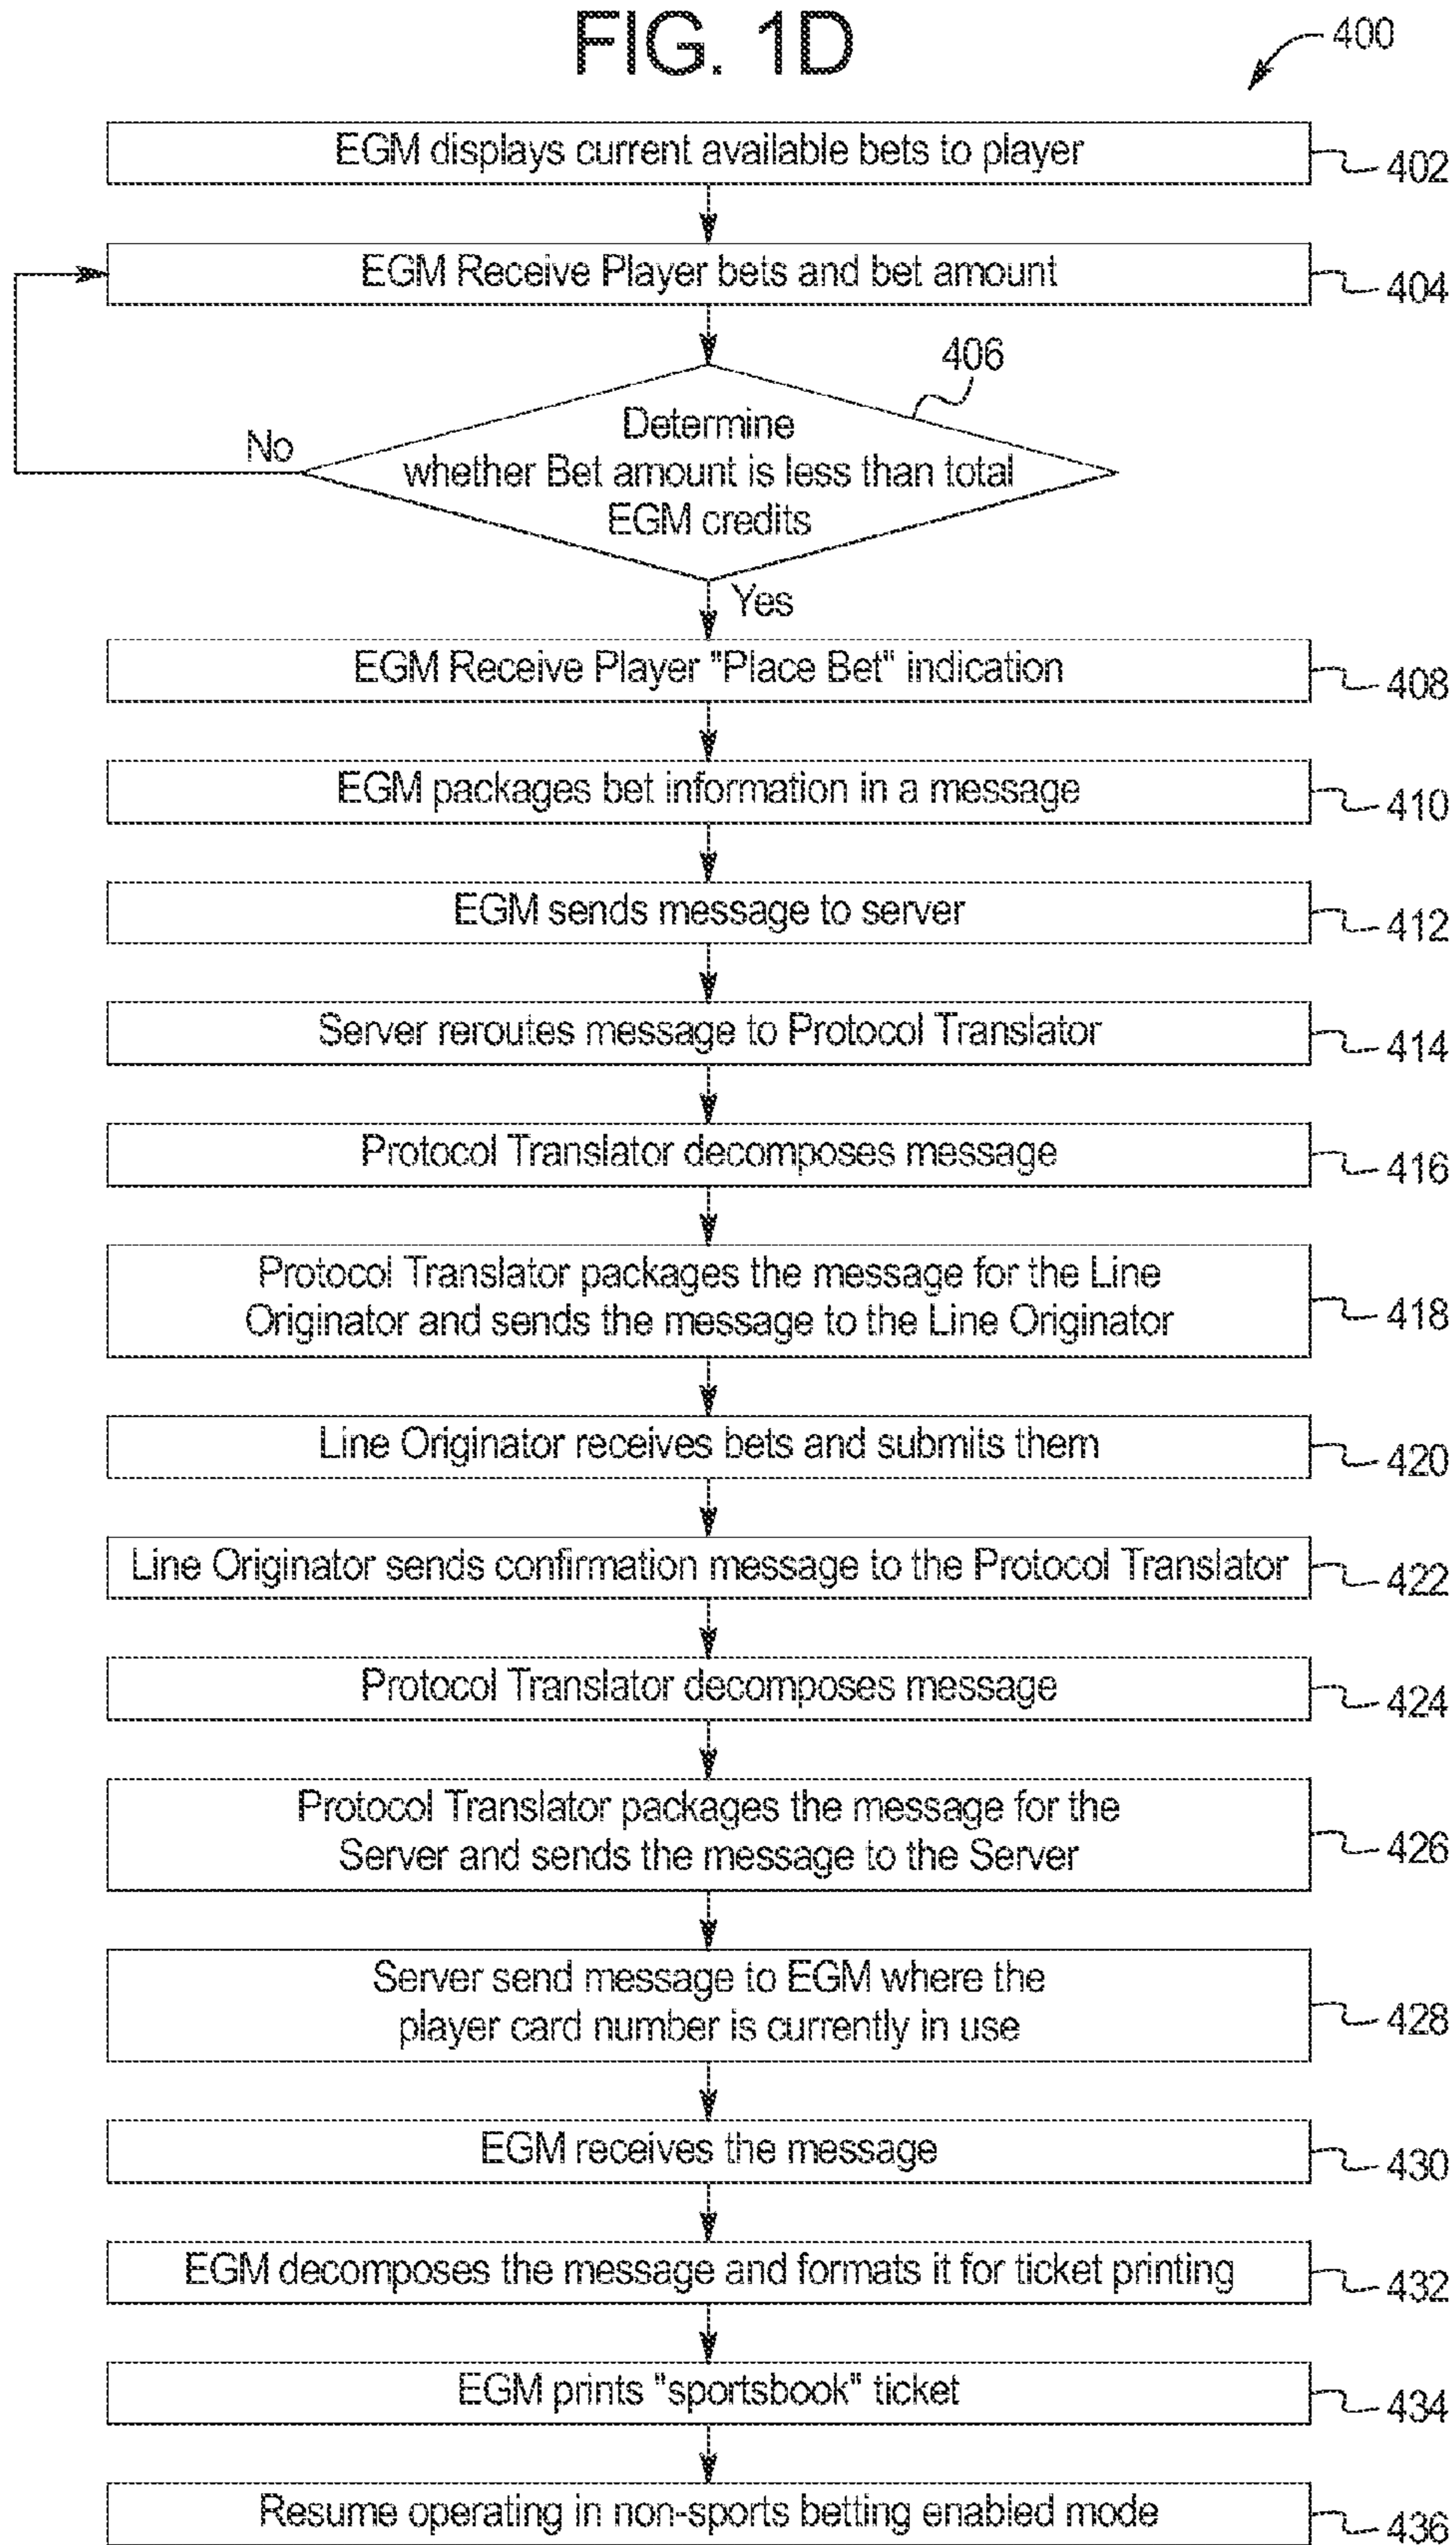 FIG. 1D
400
EGM displays current available bets to player
402
EGM Receive Player bets and bet amount
404
406
Determine
whether Bet amount is less than total
EGM credits
No
Yes
EGM Receive Player "Place Bet" indication
408
EGM packages bet information in a message
410
EGM sends message to server
412
Server reroutes message to Protocol Translator
414
Protocol Translator decomposes message
416
Protocol Translator packages the message for the Line
Originator and sends the message to the Line Originator
418
Line Originator receives bets and submits them
420
Line Originator sends confirmation message to the Protocol Translator
422
Protocol Translator decomposes message
424
Protocol Translator packages the message for the
Server and sends the message to the Server
426
Server send message to EGM where the
player card number is currently in use
428
EGM receives the message
430
EGM decomposes the message and formats it for ticket printing
432
EGM prints "sportsbook" ticket
434
Resume operating in non-sports betting enabled mode
436